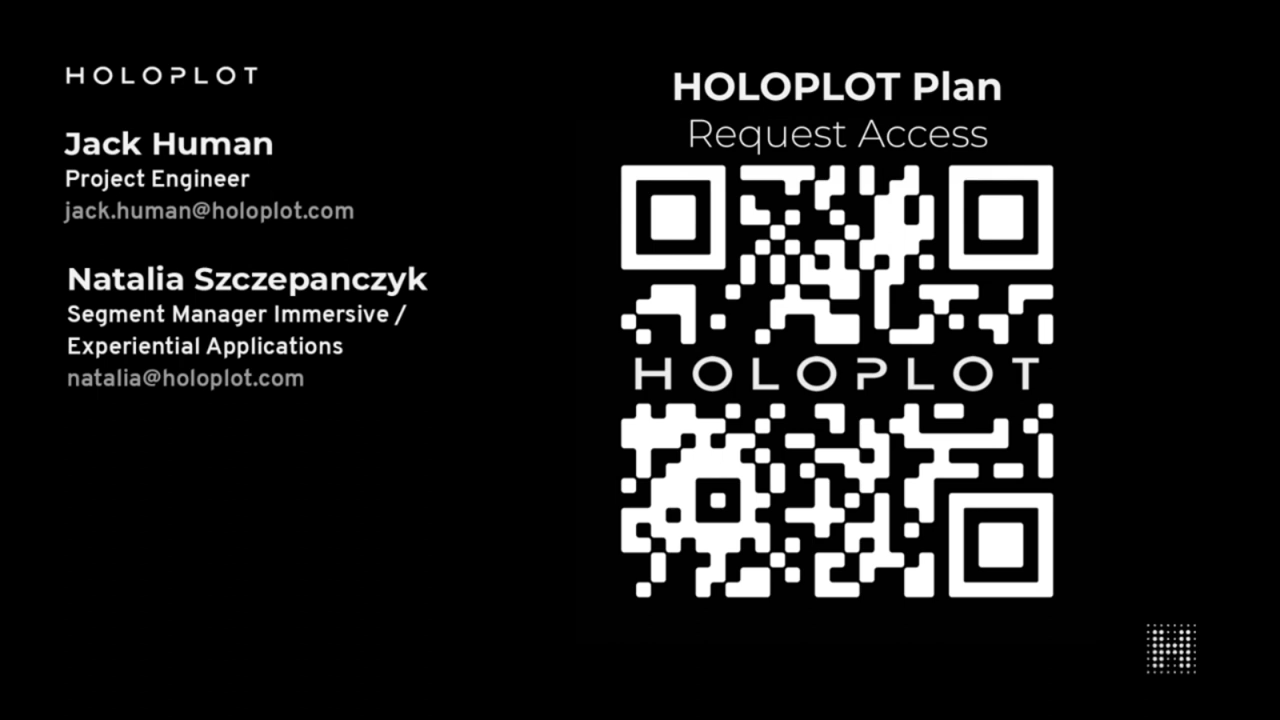 HOLOPLOT
Jack Human
Project Engineer
jack.human@holoplot.com
Natalia Szczepanczyk
Segment Manager Immersive /
Experiential Applications
natalia@holoplot.com
HOLOPLOT Plan
Request Access
HOLOPLOT
H